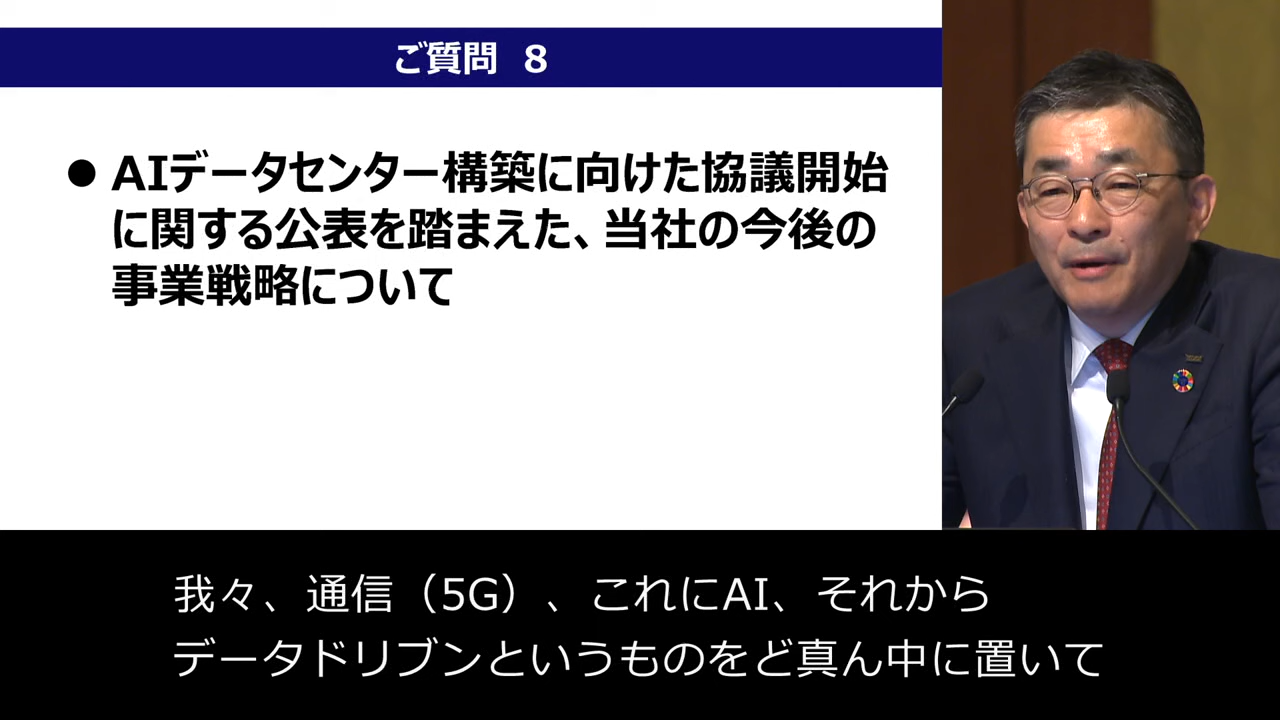 ご質問 8
● AIデータセンター構築に向けた協議開始
に関する公表を踏まえた、当社の今後の
事業戦略について
我々、通信（5G）、これにAI、それから
データドリブンというものをど真ん中に置いて